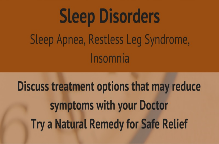 Sleep Disorders
Sleep Apnea, Restless Leg Syndrome,
Insomnia
Discuss treatment options that may reduce
symptoms with your Doctor
Try a Natural Remedy for Safe Relief